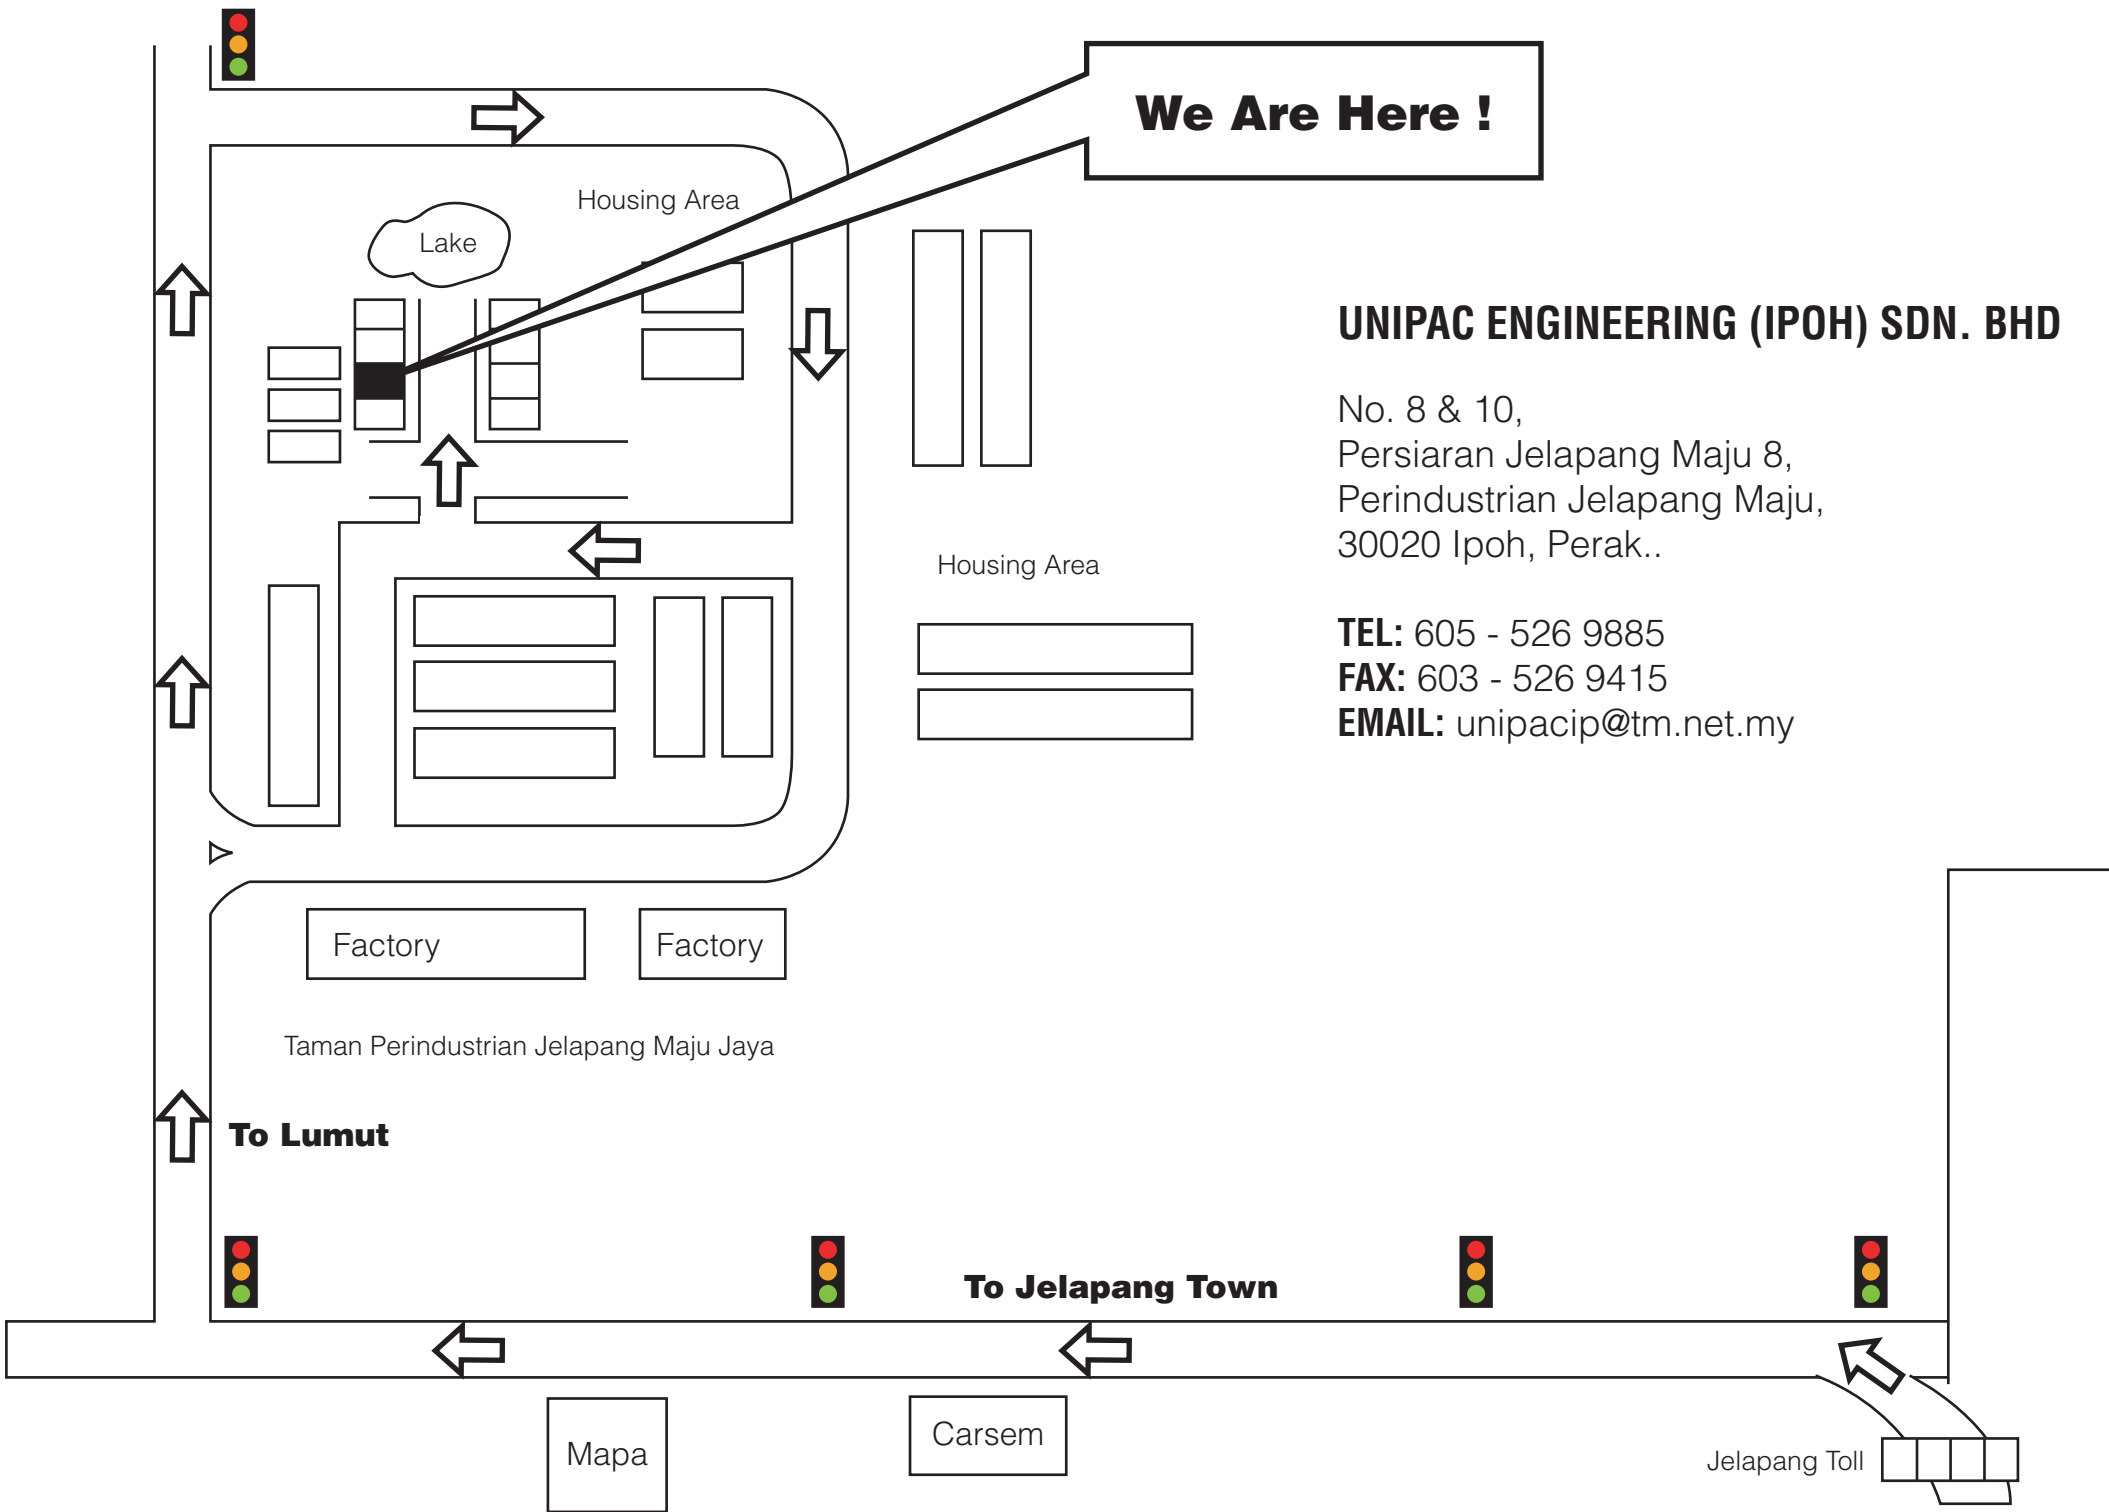 We Are Here !
Housing Area
Lake
UNIPAC ENGINEERING (IPOH) SDN. BHD
No. 8 & 10,
Persiaran Jelapang Maju 8,
Perindustrian Jelapang Maju,
30020 Ipoh, Perak..
Housing Area
TEL: 605 - 526 9885
FAX: 603 - 526 9415
EMAIL: unipacip@tm.net.my
Factory
Factory
Taman Perindustrian Jelapang Maju Jaya
To Lumut
To Jelapang Town
Mapa
Carsem
Jelapang Toll